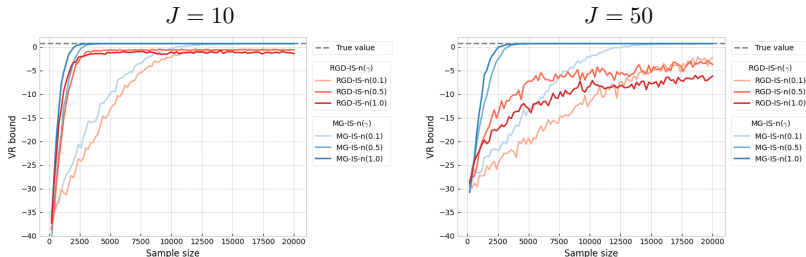 J = 10
0
−5
−10
−15
−20
−25
−30
−35
−40
VR bound
0
2500
5000
7500
10000
12500
15000
17500
20000
Sample size
True value
RGD-IS-n(γ)
RGD-IS-n(0.1)
RGD-IS-n(0.5)
RGD-IS-n(1.0)
MG-IS-n(γ)
MG-IS-n(0.1)
MG-IS-n(0.5)
MG-IS-n(1.0)
J = 50
0
−5
−10
−15
−20
−25
−30
−35
−40
VR bound
0
2500
5000
7500
10000
12500
15000
17500
20000
Sample size
True value
RGD-IS-n(γ)
RGD-IS-n(0.1)
RGD-IS-n(0.5)
RGD-IS-n(1.0)
MG-IS-n(γ)
MG-IS-n(0.1)
MG-IS-n(0.5)
MG-IS-n(1.0)